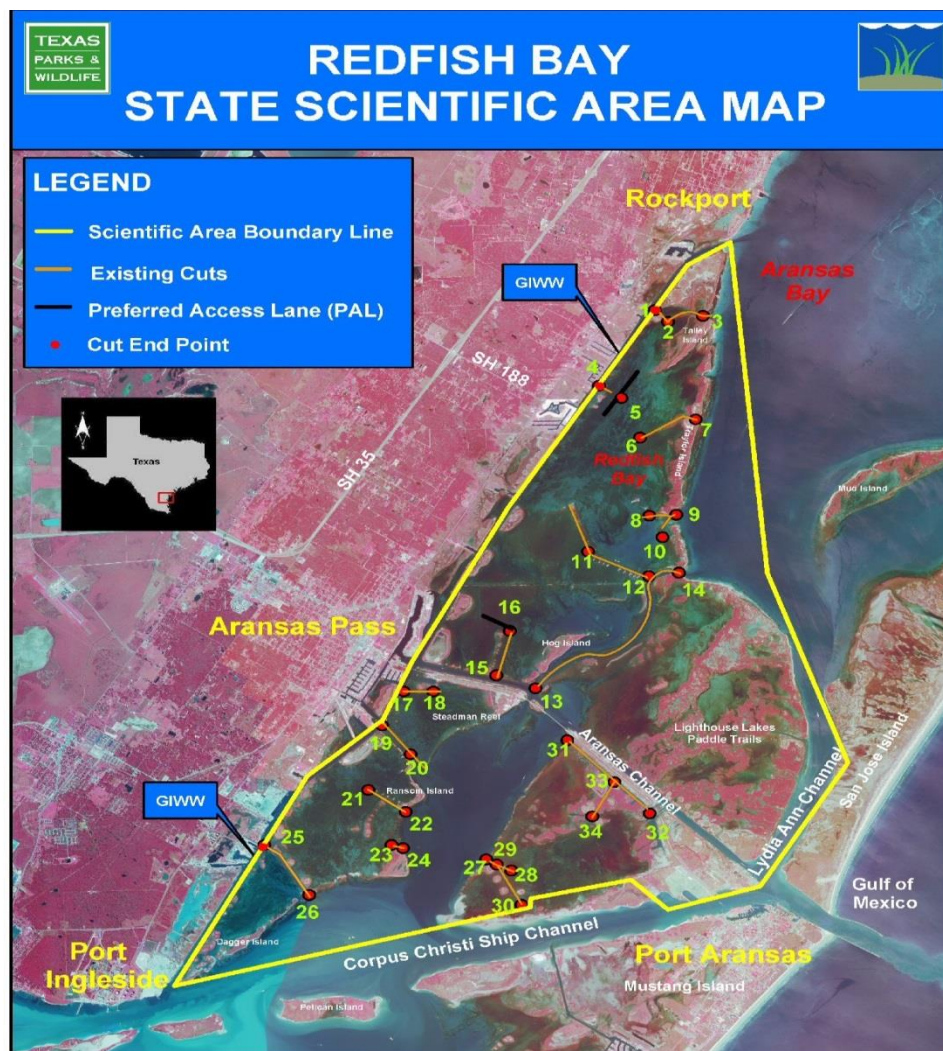 TEXAS
PARKS &
WILDLIFE
REDFISH BAY
STATE SCIENTIFIC AREA MAP
LEGEND
Scientific Area Boundary Line
Existing Cuts
Preferred Access Lane (PAL)
Cut End Point
N
Texas
Rockport
Aransas
Bay
GIWW
1
2
3
Talley
Island
SH 188
4
5
6
7
Traylor Island
Redfish
Bay
SH 35
Mud Island
8
9
10
11
12
14
Aransas Pass
16
15
Hog Island
13
17
18
Steadman Reef
19
20
31
Aransas Channel
Lighthouse Lakes
Paddle Trails
Lydia Ann Channel
San Jose Island
21
Ransom Island
22
33
34
32
GIWW
25
23
24
27
29
28
26
30
Gulf of
Mexico
Dagger Island
Port
Ingleside
Corpus Christi Ship Channel
Port Aransas
Mustang Island
Pelican Island